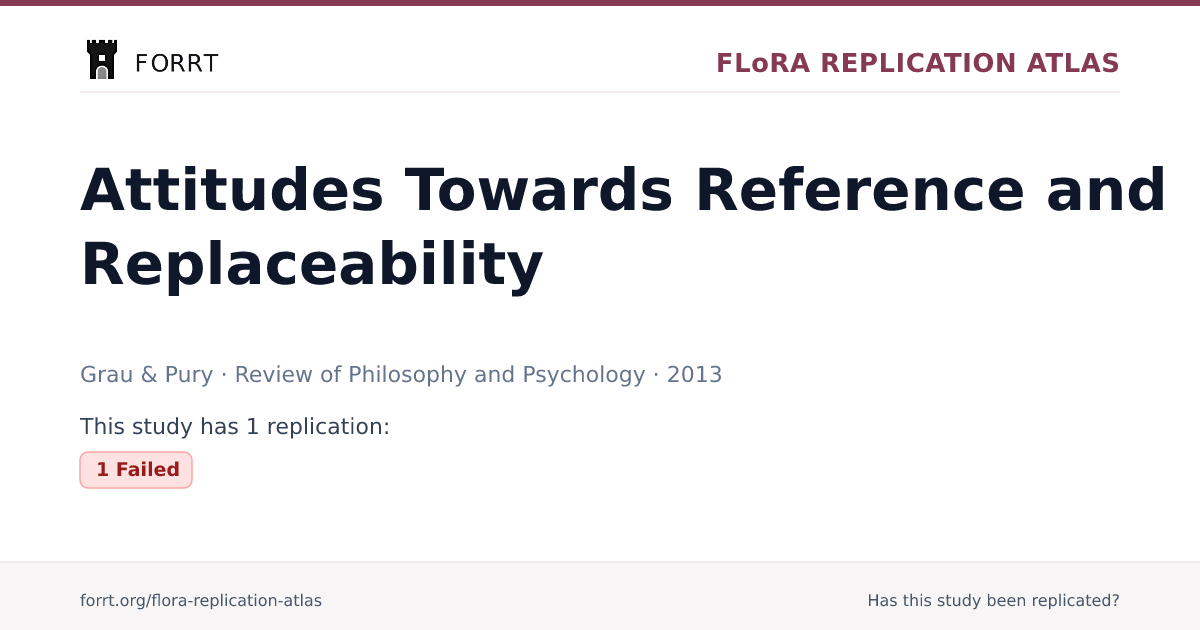 FORRT
FLoRA REPLICATION ATLAS
Attitudes Towards Reference and
Replaceability
Grau & Pury · Review of Philosophy and Psychology · 2013
This study has 1 replication:
1 Failed
forrt.org/flora-replication-atlas
Has this study been replicated?